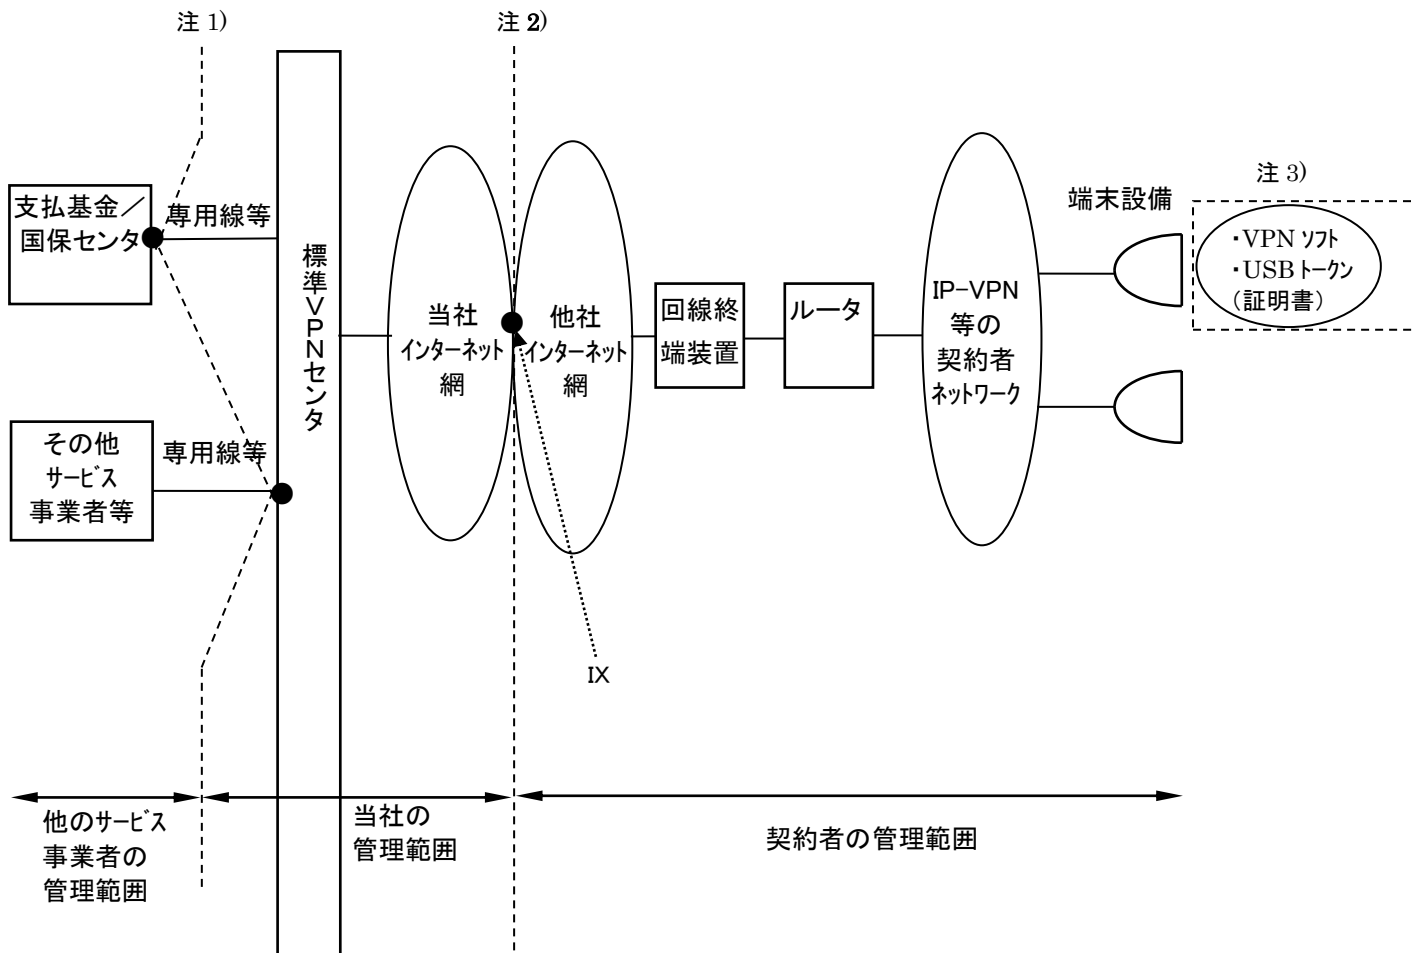 注 1)
注 2)
支払基金／
国保センタ
専用線等
標準VPNセンタ
当社
インターネット
網
他社
インターネット
網
回線終
端装置
ルータ
IP-VPN
等の
契約者
ネットワーク
端末設備
注 3)
・VPN ソフト
・USB トークン
(証明書)
その他
サービス
事業者等
専用線等
IX
他のサービス
事業者の
管理範囲
当社の
管理範囲
契約者の管理範囲